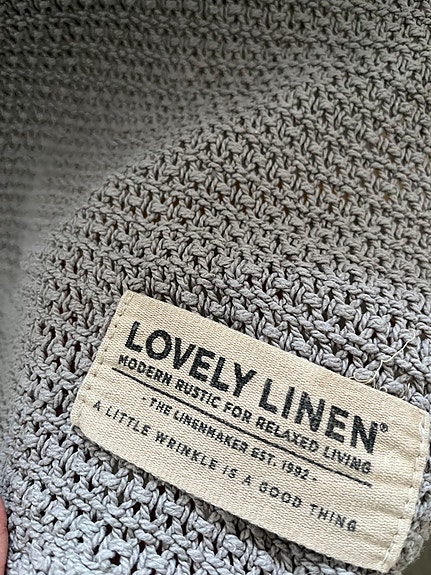 LOVELY LINEN®
MODERN RUSTIC FOR RELAXED LIVING
· THE LINENMAKER EST. 1992 ·
A LITTLE WRINKLE IS A GOOD THING